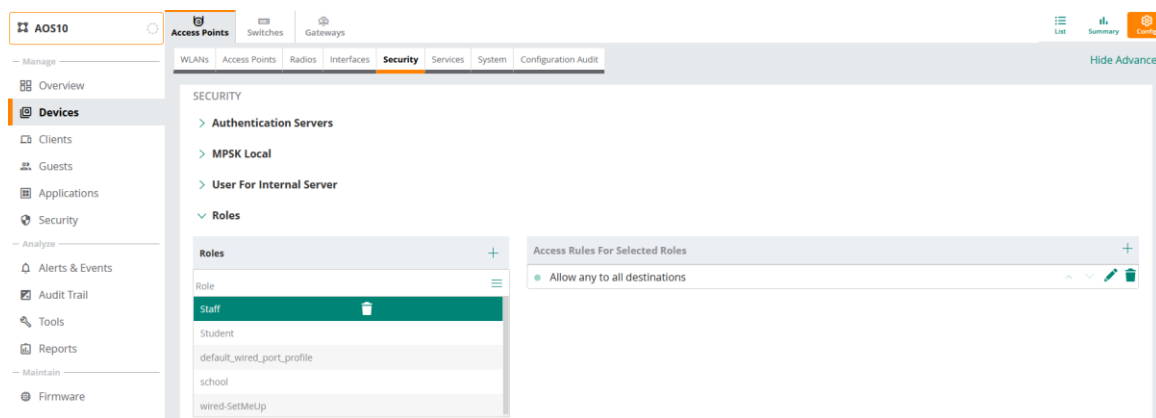 AOS10
Access Points
Switches
Gateways
List
Summary
Config
WLANs
Access Points
Radios
Interfaces
Security
Services
System
Configuration Audit
Hide Advance
Manage
Overview
Devices
Clients
Guests
Applications
Security
Analyze
Alerts & Events
Audit Trail
Tools
Reports
Maintain
Firmware
SECURITY
Authentication Servers
MPSK Local
User For Internal Server
Roles
Roles
Role
Staff
Student
default_wired_port_profile
school
wired-SetMeUp
Access Rules For Selected Roles
Allow any to all destinations